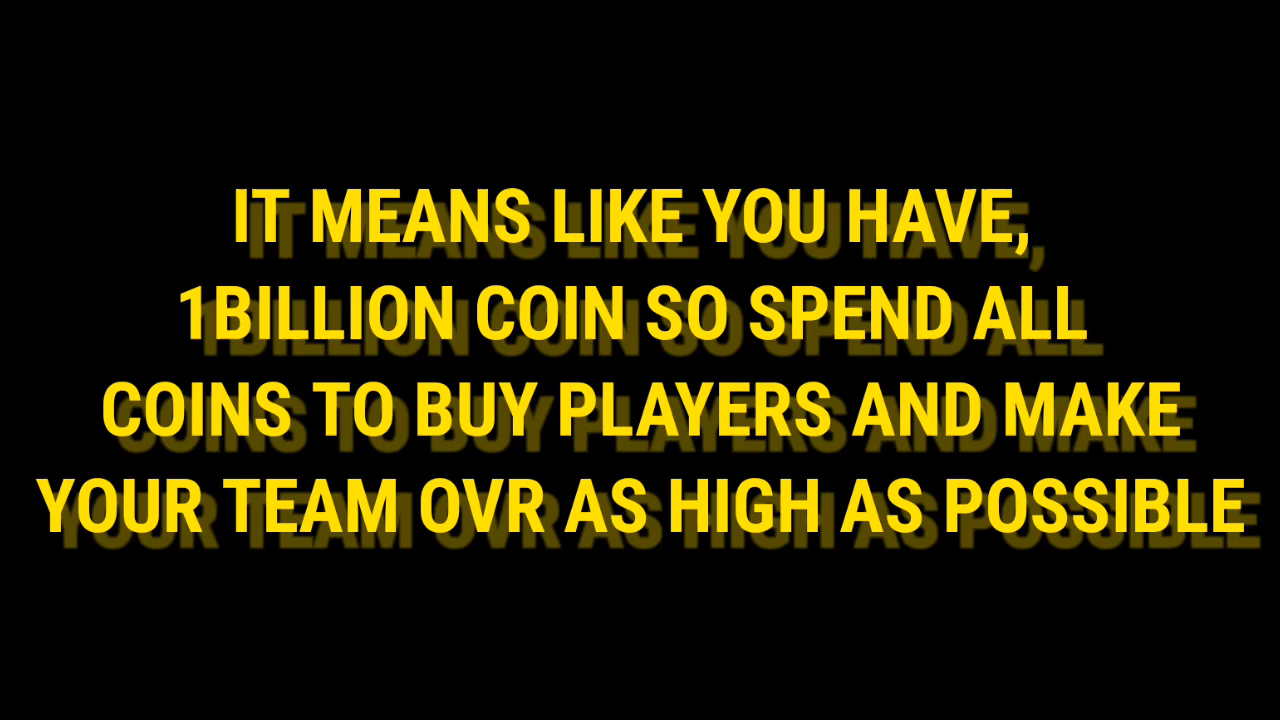 IT MEANS LIKE YOU HAVE,
1BILLION COIN SO SPEND ALL
COINS TO BUY PLAYERS AND MAKE
YOUR TEAM OVR AS HIGH AS POSSIBLE